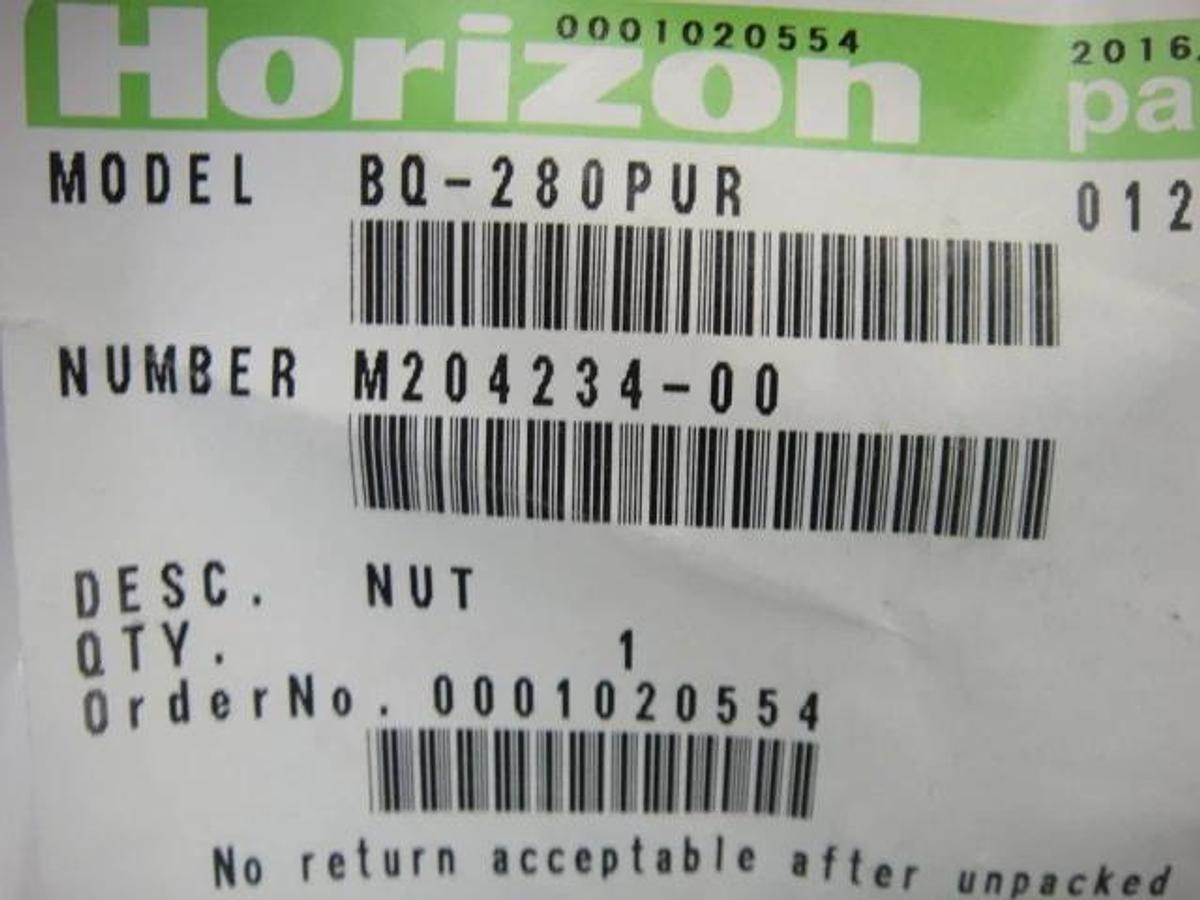 0001020554 2016.
Horizon pa
MODEL BQ-280PUR 012
NUMBER M204234-00
DESC. NUT
QTY. 1
OrderNo. 0001020554
No return acceptable after unpacked